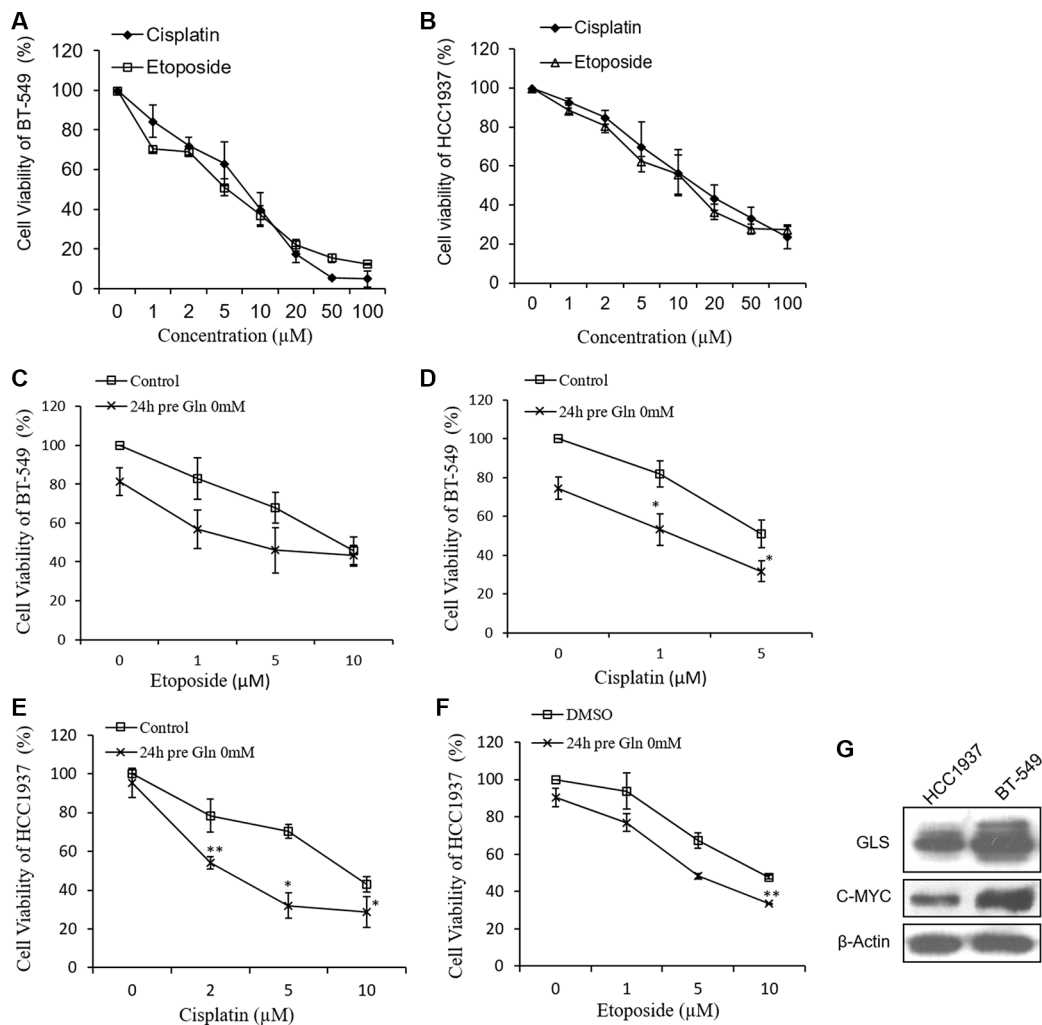 A
Cisplatin
Etoposide
Cell Viability of BT-549 (%)
120
100
80
60
40
20
0
0 1 2 5 10 20 50 100
Concentration (µM)
B
Cisplatin
Etoposide
Cell viability of HCC1937 (%)
120
100
80
60
40
20
0
0 1 2 5 10 20 50 100
Concentration (µM)
C
Control
24h pre Gln 0mM
Cell Viability of BT-549 (%)
120
100
80
60
40
20
0
0 1 5 10
Etoposide (µM)
D
Control
24h pre Gln 0mM
Cell Viability of BT-549 (%)
120
100
80
60
40
20
0
*
*
0 1 5
Cisplatin (µM)
E
Control
24h pre Gln 0mM
Cell Viability of HCC1937 (%)
120
100
80
60
40
20
0
**
*
*
0 2 5 10
Cisplatin (µM)
F
DMSO
24h pre Gln 0mM
Cell Viability of HCC1937 (%)
120
100
80
60
40
20
0
**
0 1 5 10
Etoposide (µM)
G
HCC1937 BT-549
GLS
C-MYC
β-Actin